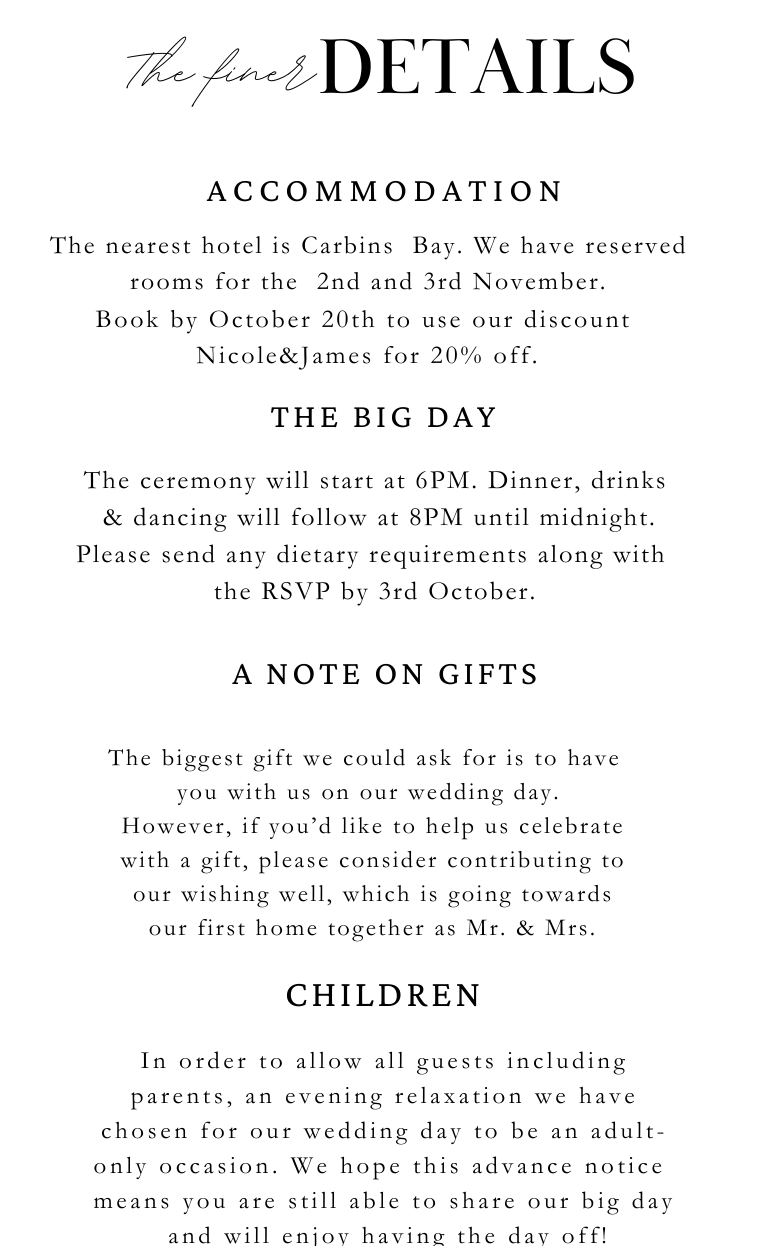 The finer DETAILS
ACCOMMODATION
The nearest hotel is Carbins Bay. We have reserved
rooms for the 2nd and 3rd November.
Book by October 20th to use our discount
Nicole&James for 20% off.
THE BIG DAY
The ceremony will start at 6PM. Dinner, drinks
& dancing will follow at 8PM until midnight.
Please send any dietary requirements along with
the RSVP by 3rd October.
A NOTE ON GIFTS
The biggest gift we could ask for is to have
you with us on our wedding day.
However, if you’d like to help us celebrate
with a gift, please consider contributing to
our wishing well, which is going towards
our first home together as Mr. & Mrs.
CHILDREN
In order to allow all guests including
parents, an evening relaxation we have
chosen for our wedding day to be an adult-
only occasion. We hope this advance notice
means you are still able to share our big day
and will enjoy having the day off!